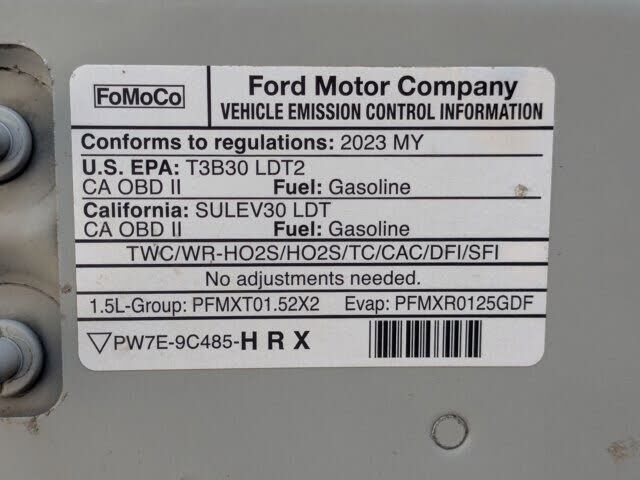 FoMoCo
Ford Motor Company
VEHICLE EMISSION CONTROL INFORMATION
Conforms to regulations: 2023 MY
U.S. EPA: T3B30 LDT2
CA OBD II Fuel: Gasoline
California: SULEV30 LDT
CA OBD II Fuel: Gasoline
TWC/WR-HO2S/HO2S/TC/CAC/DFI/SFI
No adjustments needed.
1.5L-Group: PFMXT01.52X2 Evap: PFMXR0125GDF
PW7E-9C485-H R X